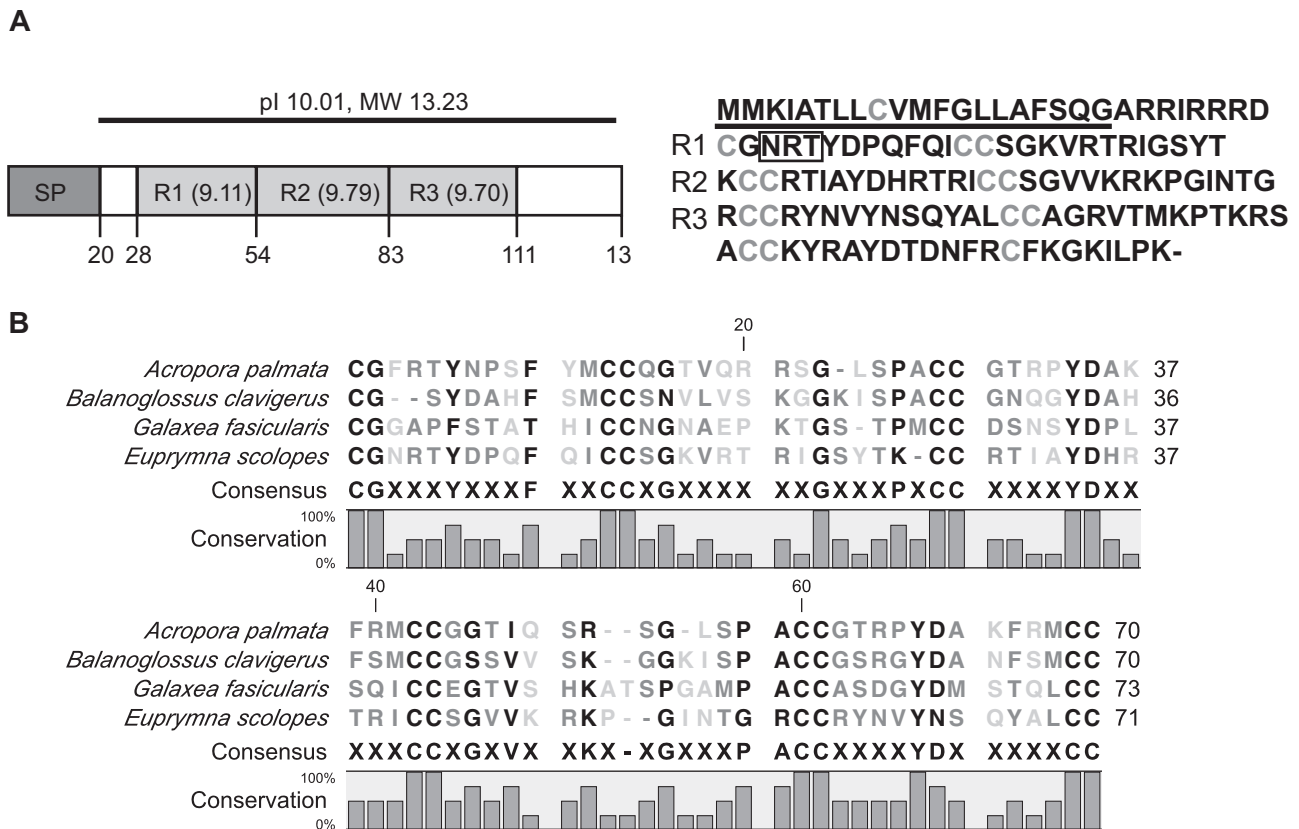 A
pI 10.01, MW 13.23
SP R1 (9.11) R2 (9.79) R3 (9.70)
20 28 54 83 111 13
MMKIATLLCVMFGLLAFSQGARRIRRRD
R1 CGNRTYDPQFQICCSGKVRTRIGSYT
R2 KCCRTIAYDHRTRICCSGVVKRKPGINTG
R3 RCCRYNVYNSQYALCCAGRVTMKPTKRS
ACCKYRAYDTDNFRCFKGKILPK-
B
20
Acropora palmata CGFRTYNPSF YMCCQGTVQR RSG-LSPACC GTRPYDAK 37
Balanoglossus clavigerus CG--SYDAHF SMCCSNVLVS KGGKISPACC GNQGYDAH 36
Galaxea fasicularis CGGAPFSTAT HICCNGNAEP KTGS-TPMCC DSNSYDPL 37
Euprymna scolopes CGNRTYDPQF QICCSGKVRT RIGSYTK-CC RTIAYDHR 37
Consensus CGXXXYXXXF XXCCXGXXXX XXGXXXPXCC XXXXYDXX
100%
Conservation
0%
40 60
Acropora palmata FRMCCGGTIQ SR--SG-LSP ACCGTRPYDA KFRMCC 70
Balanoglossus clavigerus FSMCCGSSVV SK--GGKISP ACCGSRGYDA NFSMCC 70
Galaxea fasicularis SQICCEGTVS HKATSPGAMP ACCASDGYDM STQLCC 73
Euprymna scolopes TRICCSGVVK RKP--GINTG RCCRYNVYNS QYALCC 71
Consensus XXXCCXGXVX XKX-XGXXXP ACCXXXXYDX XXXXCC
100%
Conservation
0%